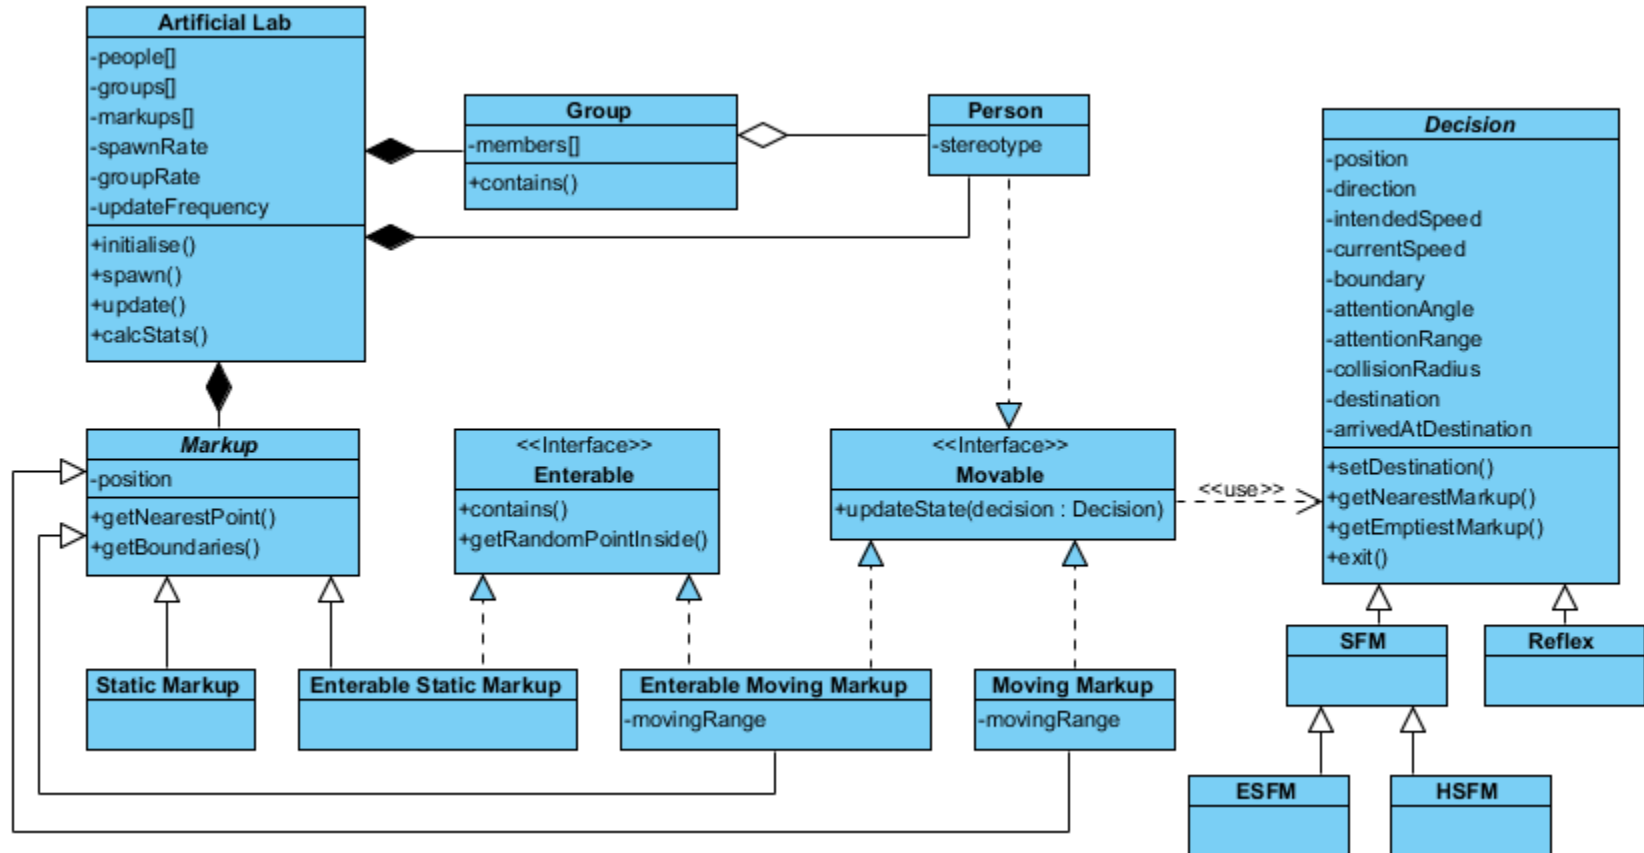 Artificial Lab
-people[]
-groups[]
-markups[]
-spawnRate
-groupRate
-updateFrequency
+initialise()
+spawn()
+update()
+calcStats()
Group
-members[]
+contains()
Person
-stereotype
Decision
-position
-direction
-intendedSpeed
-currentSpeed
-boundary
-attentionAngle
-attentionRange
-collisionRadius
-destination
-arrivedAtDestination
+setDestination()
+getNearestMarkup()
+getEmptiestMarkup()
+exit()
Markup
-position
+getNearestPoint()
+getBoundaries()
<<Interface>>
Enterable
+contains()
+getRandomPointInside()
<<Interface>>
Movable
+updateState(decision : Decision)
<<use>>
Static Markup
Enterable Static Markup
Enterable Moving Markup
-movingRange
Moving Markup
-movingRange
SFM
Reflex
ESFM
HSFM